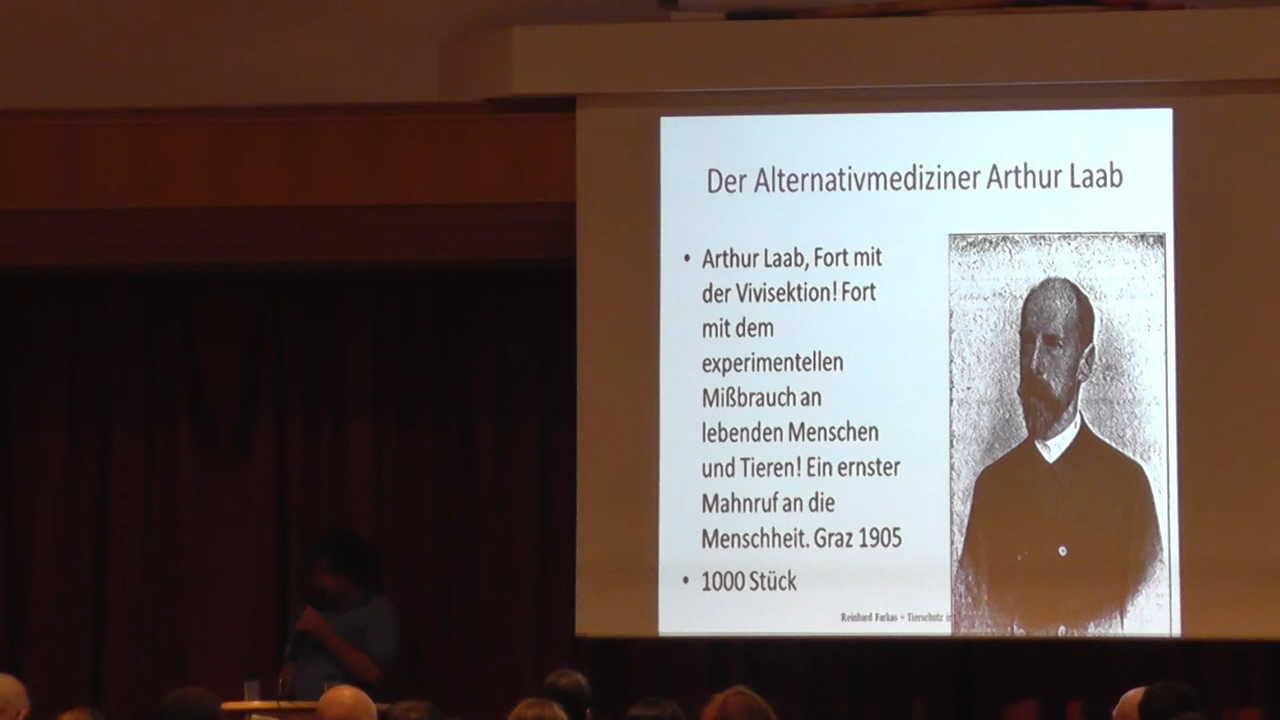 Der Alternativmediziner Arthur Laab
• Arthur Laab, Fort mit
der Vivisektion! Fort
mit dem
experimentellen
Mißbrauch an
lebenden Menschen
und Tieren! Ein ernster
Mahnruf an die
Menschheit. Graz 1905
• 1000 Stück
Reinhard Farkas - Tierschutz in